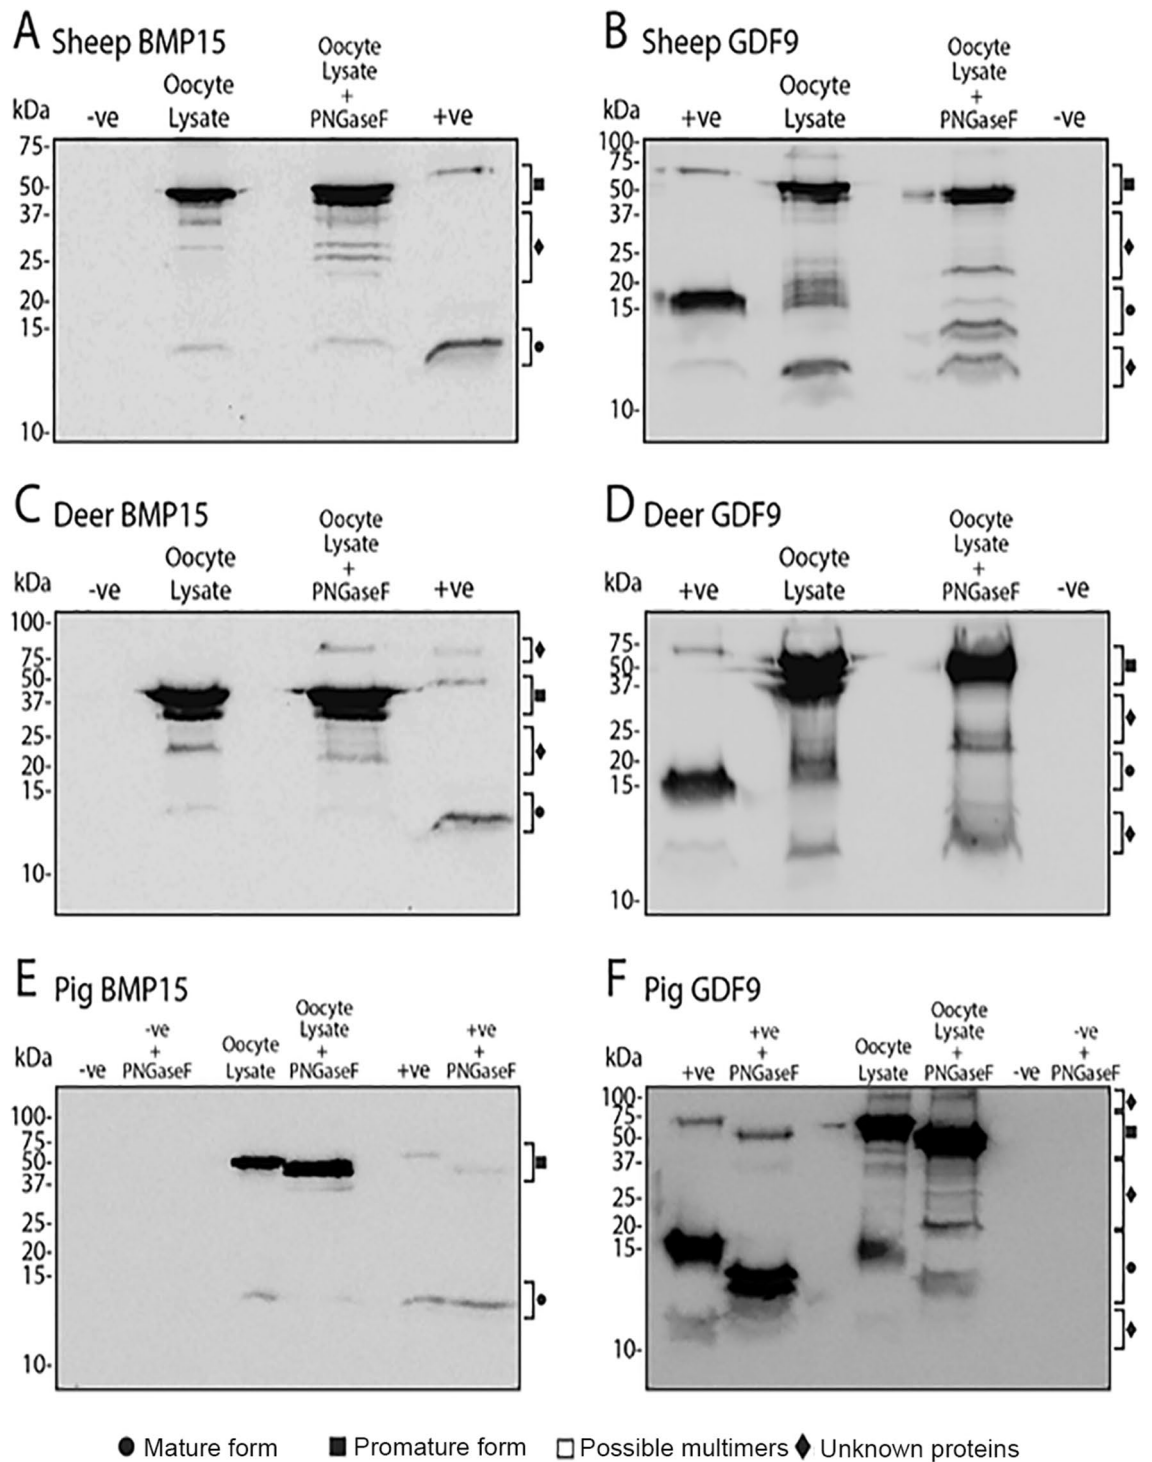 A Sheep BMP15
kDa
-ve
Oocyte
Lysate
Oocyte
Lysate
+
PNGaseF
+ve
75-
50-
37-
25-
20-
15-
10-
B Sheep GDF9
kDa
+ve
Oocyte
Lysate
Oocyte
Lysate
+
PNGaseF
-ve
100-
75-
50-
37-
25-
20-
15-
10-
C Deer BMP15
kDa
-ve
Oocyte
Lysate
Oocyte
Lysate
+
PNGaseF
+ve
100-
75-
50-
37-
25-
20-
15-
10-
D Deer GDF9
kDa
+ve
Oocyte
Lysate
Oocyte
Lysate
+
PNGaseF
-ve
75-
50-
37-
25-
20-
15-
10-
E Pig BMP15
kDa
-ve
-ve
+
PNGaseF
Oocyte
Lysate
Oocyte
Lysate
+
PNGaseF
+ve
+ve
+
PNGaseF
100-
75-
50-
37-
25-
20-
15-
10-
F Pig GDF9
kDa
+ve
+ve
+
PNGaseF
Oocyte
Lysate
Oocyte
Lysate
+
PNGaseF
-ve
-ve
+
PNGaseF
100-
75-
50-
37-
25-
20-
15-
10-
Mature form Promature form Possible multimers Unknown proteins